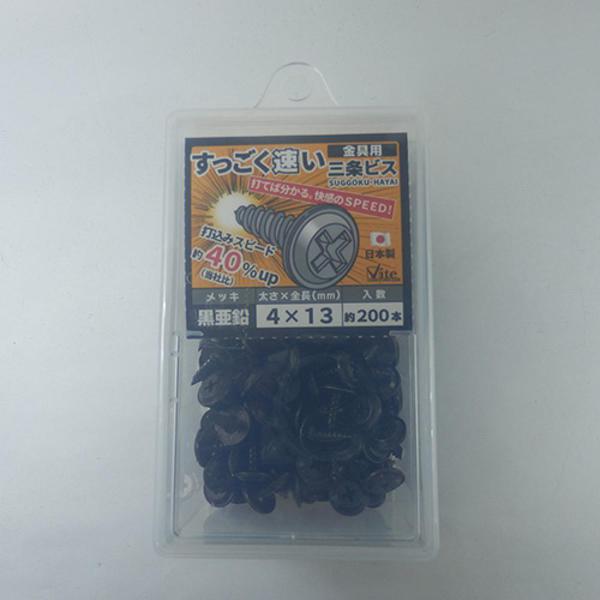 すっごく速い
金具用
三条ビス
SUGGOKU-HAYAI
打てば分かる。快感のSPEED!
打込みスピード
約40%up
(当社比)
日本製
Vite
メッキ 太さ×全長(mm) 入数
黒亜鉛 4×13 約200本